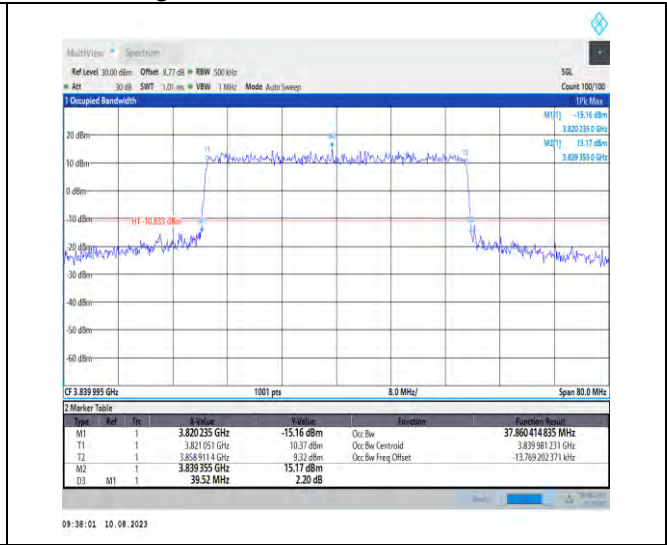 MultiView Spectrum
Ref Level 30.00 dBm Offset 8.77 dB RBW 500 kHz SGL
Att 30 dB SWT 1.01 ms VBW 1 MHz Mode Auto Sweep Count 100/100
1 Occupied Bandwidth 1Pk Max
M1[1] -15.16 dBm
3.820 235 0 GHz
20 dBm
M2[1] 15.17 dBm
3.839 355 0 GHz
T1 M2 T2
10 dBm
0 dBm
-10 dBm
H1 -10.833 dBm
-20 dBm
-30 dBm
-40 dBm
-50 dBm
-60 dBm
CF 3.839 995 GHz 1001 pts 8.0 MHz/ Span 80.0 MHz
2 Marker Table
Type Ref Trc X-Value Y-Value Function Function Result
M1 1 3.820 235 GHz -15.16 dBm Occ Bw 37.860 414 835 MHz
T1 1 3.821 051 GHz 10.37 dBm Occ Bw Centroid 3.839 981 231 GHz
T2 1 3.858 911 4 GHz 9.32 dBm Occ Bw Freq Offset -13.769 202 371 kHz
M2 1 3.839 355 GHz 15.17 dBm
D3 M1 1 39.52 MHz 2.20 dB
09:38:01 10.08.2023